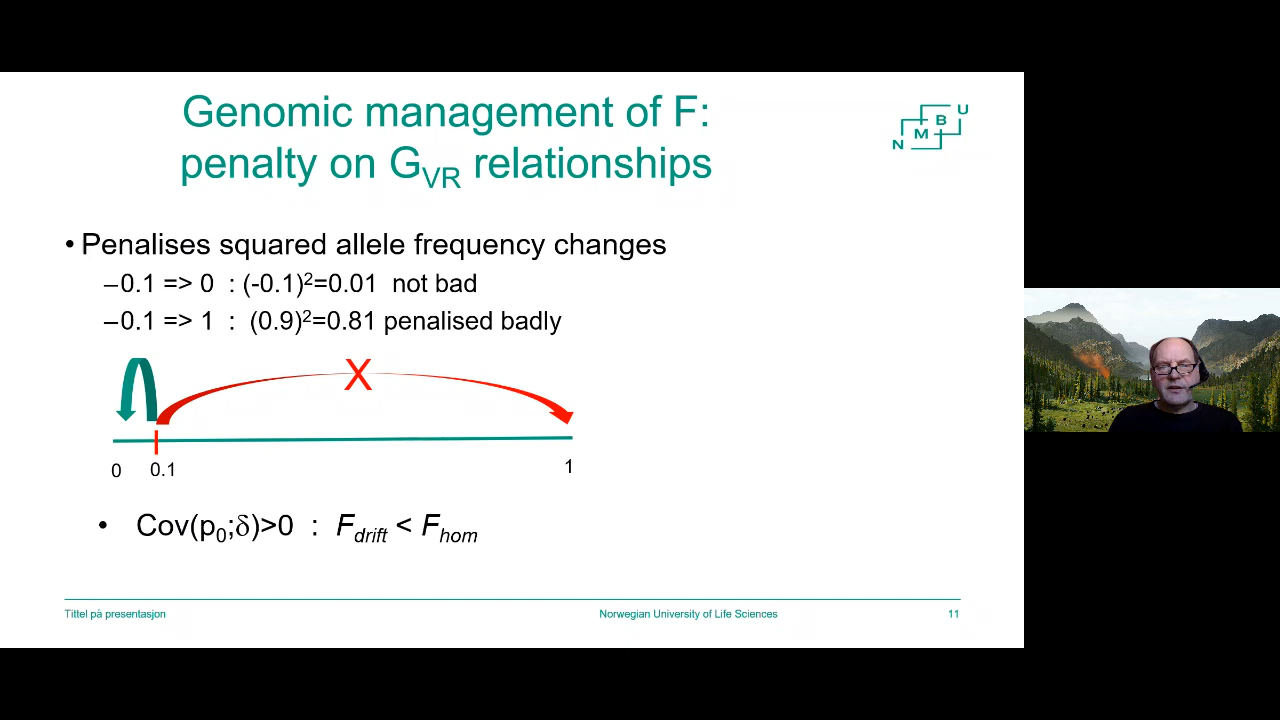 Genomic management of F:
penalty on G_VR relationships
N M B U
• Penalises squared allele frequency changes
–0.1 => 0 : (-0.1)²=0.01 not bad
–0.1 => 1 : (0.9)²=0.81 penalised badly
X
0 0.1 1
• Cov(p₀;δ)>0 : F_drift < F_hom
Tittel på presentasjon Norwegian University of Life Sciences 11